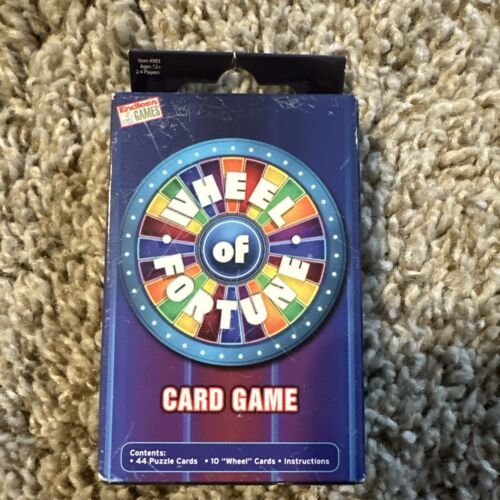 Item #993
Ages 12+
2-4 Players
Endless
GAMES
WHEEL
of
FORTUNE
CARD GAME
Contents:
• 44 Puzzle Cards • 10 "Wheel" Cards • Instructions